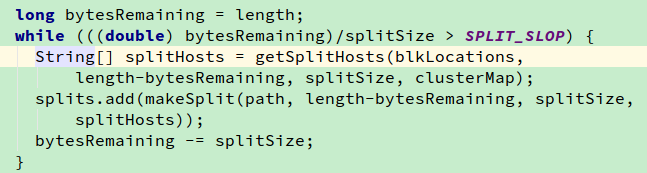 long bytesRemaining = length;
while (((double) bytesRemaining)/splitSize > SPLIT_SLOP) {
String[] splitHosts = getSplitHosts(blkLocations,
length-bytesRemaining, splitSize, clusterMap);
splits.add(makeSplit(path, length-bytesRemaining, splitSize,
splitHosts));
bytesRemaining -= splitSize;
}